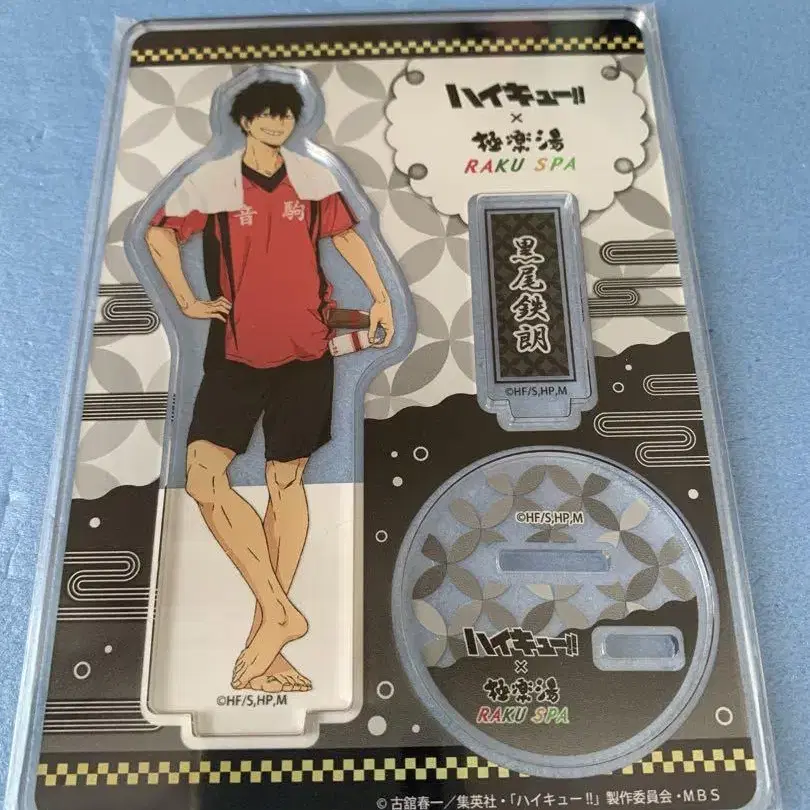 ハイキュー!!
×
極楽湯
RAKU SPA
音駒
黒尾鉄朗
©HF/S,HP,M
©HF/S,HP,M
ハイキュー!!
×
極楽湯
RAKU SPA
©HF/S,HP,M
© 古舘春一/集英社・「ハイキュー!!」製作委員会・MBS